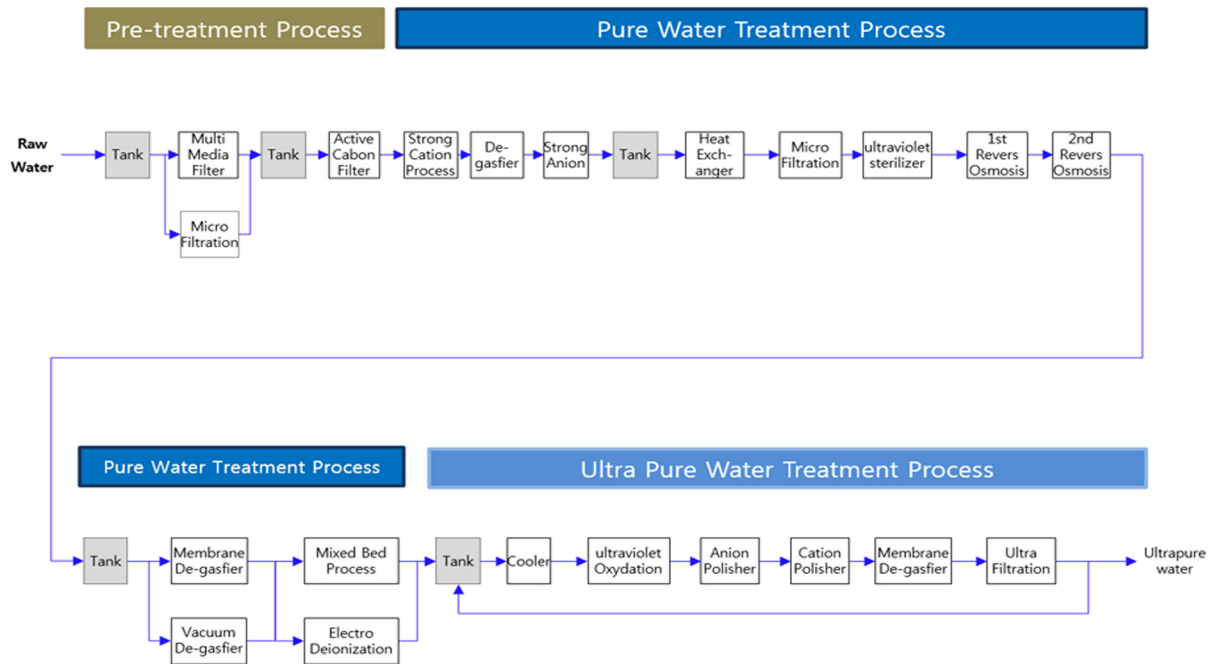 Pre-treatment Process
Pure Water Treatment Process
Raw
Water
Tank
Multi
Media
Filter
Micro
Filtration
Tank
Active
Cabon
Filter
Strong
Cation
Process
De-
gasfier
Strong
Anion
Tank
Heat
Exch-
anger
Micro
Filtration
ultraviolet
sterilizer
1st
Revers
Osmosis
2nd
Revers
Osmosis
Pure Water Treatment Process
Ultra Pure Water Treatment Process
Tank
Membrane
De-gasfier
Vacuum
De-gasfier
Mixed Bed
Process
Electro
Deionization
Tank
Cooler
ultraviolet
Oxydation
Anion
Polisher
Cation
Polisher
Membrane
De-gasfier
Ultra
Filtration
Ultrapure
water